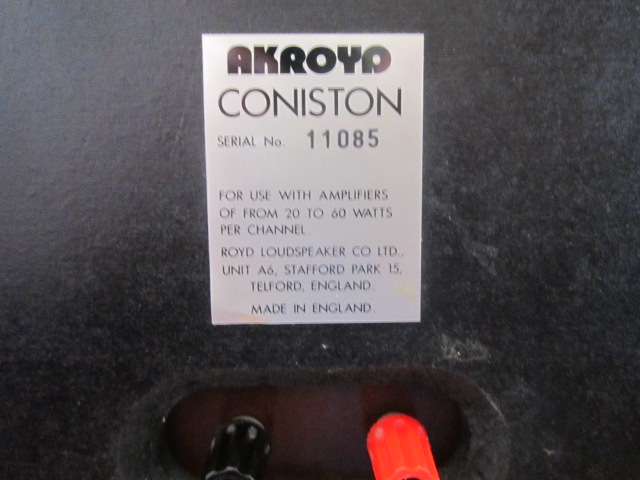 AKROYD
CONISTON
SERIAL No. 11085
FOR USE WITH AMPLIFIERS
OF FROM 20 TO 60 WATTS
PER CHANNEL.
ROYD LOUDSPEAKER CO LTD.,
UNIT A6, STAFFORD PARK 15,
TELFORD, ENGLAND.
MADE IN ENGLAND.